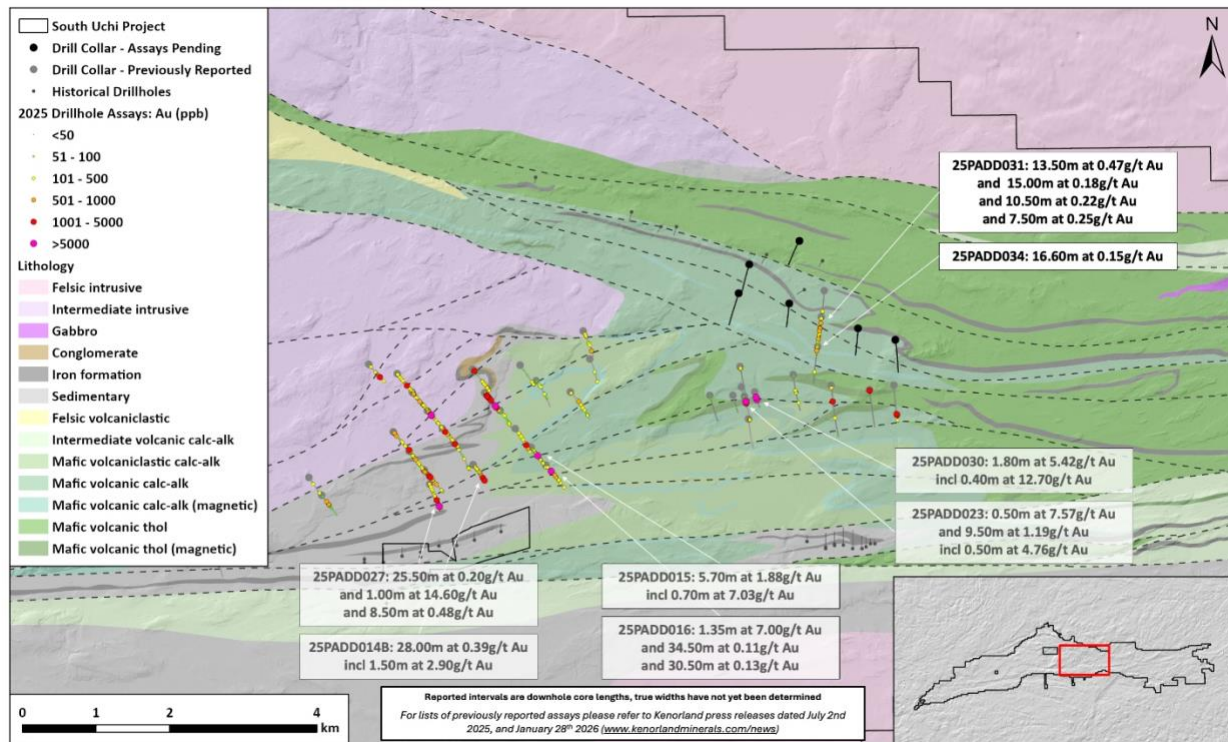 South Uchi Project
Drill Collar - Assays Pending
Drill Collar - Previously Reported
Historical Drillholes
2025 Drillhole Assays: Au (ppb)
<50
51 - 100
101 - 500
501 - 1000
1001 - 5000
>5000
Lithology
Felsic intrusive
Intermediate intrusive
Gabbro
Conglomerate
Iron formation
Sedimentary
Felsic volcaniclastic
Intermediate volcanic calc-alk
Mafic volcaniclastic calc-alk
Mafic volcanic calc-alk
Mafic volcanic calc-alk (magnetic)
Mafic volcanic thol
Mafic volcanic thol (magnetic)
N
25PADD031: 13.50m at 0.47g/t Au
and 15.00m at 0.18g/t Au
and 10.50m at 0.22g/t Au
and 7.50m at 0.25g/t Au
25PADD034: 16.60m at 0.15g/t Au
25PADD030: 1.80m at 5.42g/t Au
incl 0.40m at 12.70g/t Au
25PADD023: 0.50m at 7.57g/t Au
and 9.50m at 1.19g/t Au
incl 0.50m at 4.76g/t Au
25PADD027: 25.50m at 0.20g/t Au
and 1.00m at 14.60g/t Au
and 8.50m at 0.48g/t Au
25PADD014B: 28.00m at 0.39g/t Au
incl 1.50m at 2.90g/t Au
25PADD015: 5.70m at 1.88g/t Au
incl 0.70m at 7.03g/t Au
25PADD016: 1.35m at 7.00g/t Au
and 34.50m at 0.11g/t Au
and 30.50m at 0.13g/t Au
0 1 2 4
km
Reported intervals are downhole core lengths, true widths have not yet been determined
For lists of previously reported assays please refer to Kenorland press releases dated July 2nd
2025, and January 28th 2026 (www.kenorlandminerals.com/news)